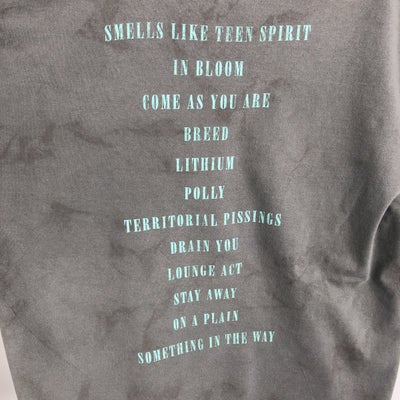 SMELLS LIKE TEEN SPIRIT
IN BLOOM
COME AS YOU ARE
BREED
LITHIUM
POLLY
TERRITORIAL PISSINGS
DRAIN YOU
LOUNGE ACT
STAY AWAY
ON A PLAIN
SOMETHING IN THE WAY